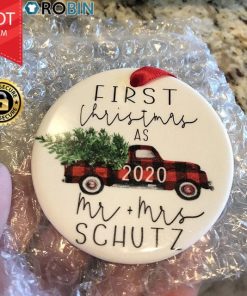 ROBIN
FIRST
Christmas
AS
2020
Mr + Mrs
SCHUTZ